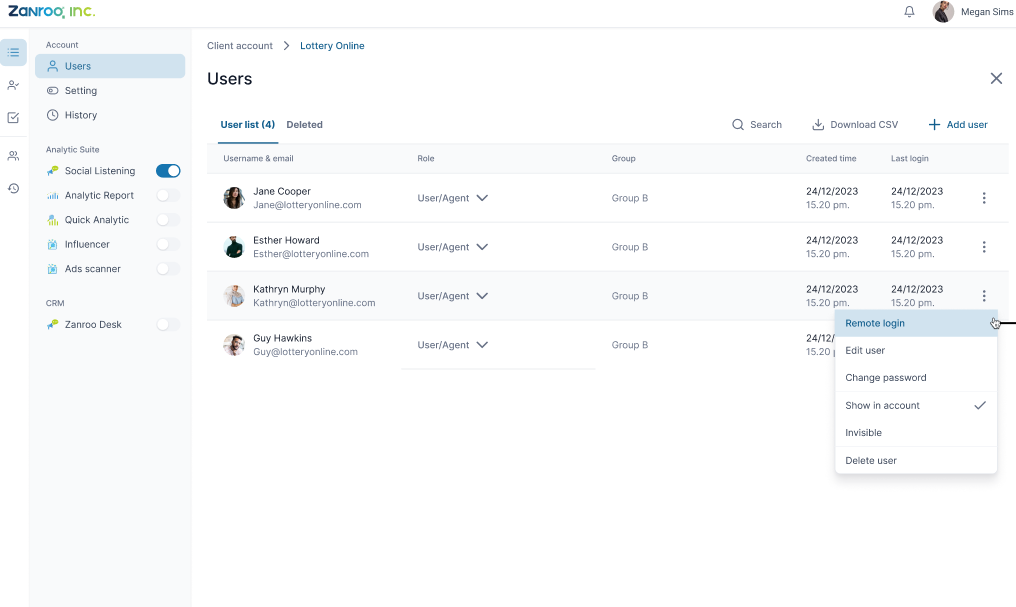 Zanroo, inc.
Megan Sims
Account
Users
Setting
History
Analytic Suite
Social Listening
Analytic Report
Quick Analytic
Influencer
Ads scanner
CRM
Zanroo Desk
Client account > Lottery Online
Users
User list (4) Deleted
Search Download CSV Add user
Username & email Role Group Created time Last login
Jane Cooper 24/12/2023 24/12/2023
User/Agent Group B
Jane@lotteryonline.com 15.20 pm. 15.20 pm.
Esther Howard 24/12/2023 24/12/2023
User/Agent Group B
Esther@lotteryonline.com 15.20 pm. 15.20 pm.
Kathryn Murphy 24/12/2023 24/12/2023
User/Agent Group B
Kathryn@lotteryonline.com 15.20 pm. 15.20 pm.
Guy Hawkins 24/12/
User/Agent Group B
Guy@lotteryonline.com 15.20
Remote login
Edit user
Change password
Show in account
Invisible
Delete user